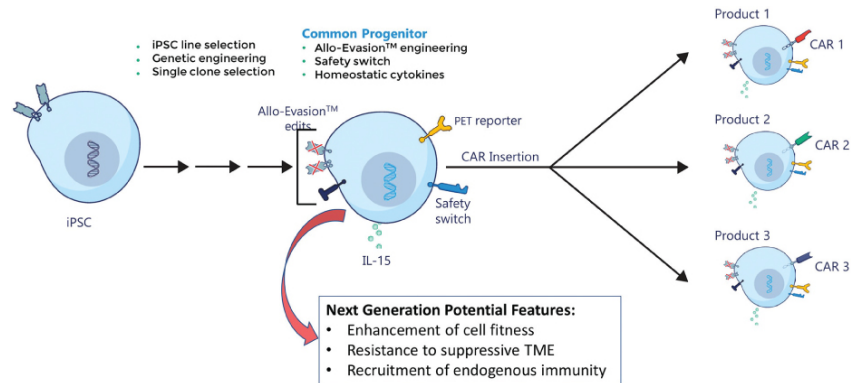 iPSC line selection
Genetic engineering
Single clone selection
Common Progenitor
Allo-Evasion™ engineering
Safety switch
Homeostatic cytokines
iPSC
Allo-Evasion™
edits
PET reporter
CAR Insertion
Safety
switch
IL-15
Product 1
CAR 1
Product 2
CAR 2
Product 3
CAR 3
Next Generation Potential Features:
• Enhancement of cell fitness
• Resistance to suppressive TME
• Recruitment of endogenous immunity